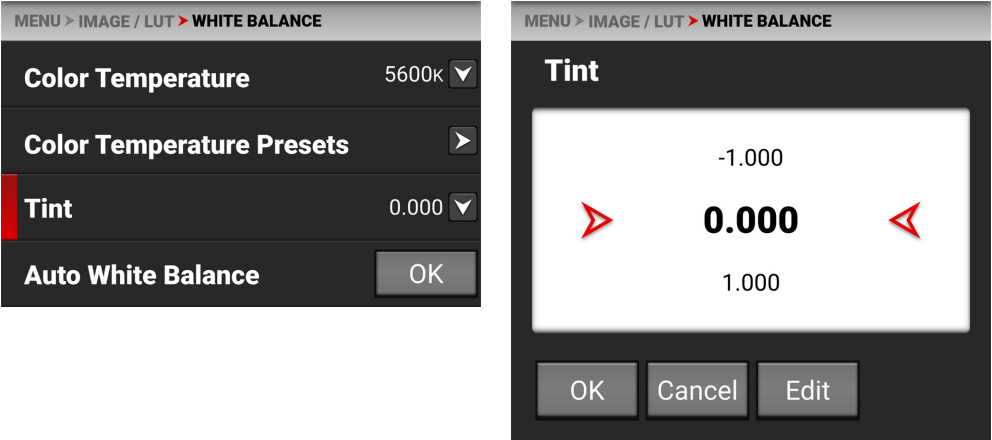 MENU > IMAGE / LUT > WHITE BALANCE
Color Temperature 5600K
Color Temperature Presets
Tint 0.000
Auto White Balance OK
MENU > IMAGE / LUT > WHITE BALANCE
Tint
-1.000
0.000
1.000
OK Cancel Edit